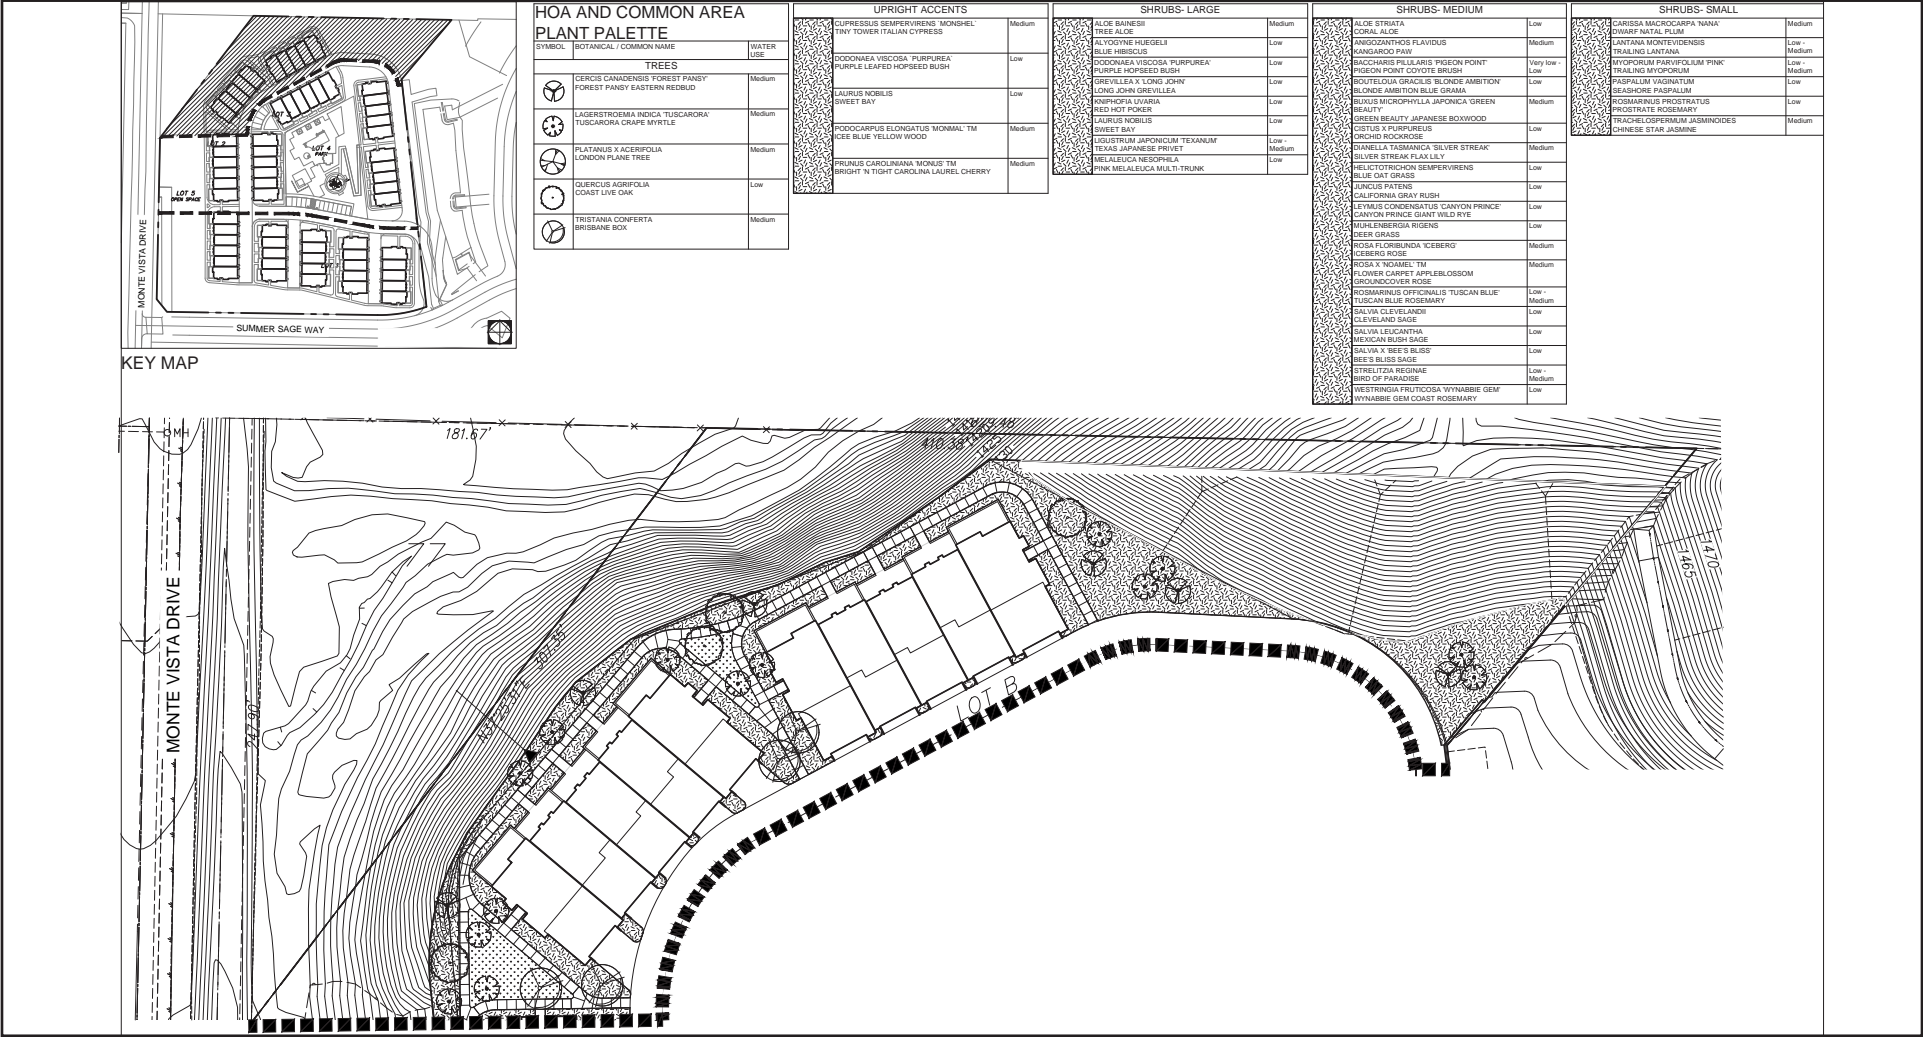 LOT 2
LOT 3
LOT 4
PARK
LOT 5
OPEN SPACE
LOT 1
MONTE VISTA DRIVE
SUMMER SAGE WAY
KEY MAP
HOA AND COMMON AREA
PLANT PALETTE
SYMBOL BOTANICAL / COMMON NAME WATER
USE
TREES
CERCIS CANADENSIS 'FOREST PANSY' Medium
FOREST PANSY EASTERN REDBUD
LAGERSTROEMIA INDICA 'TUSCARORA' Medium
TUSCARORA CRAPE MYRTLE
PLATANUS X ACERIFOLIA Medium
LONDON PLANE TREE
QUERCUS AGRIFOLIA Low
COAST LIVE OAK
TRISTANIA CONFERTA Medium
BRISBANE BOX
UPRIGHT ACCENTS
CUPRESSUS SEMPERVIRENS 'MONSHEL' Medium
TINY TOWER ITALIAN CYPRESS
DODONAEA VISCOSA 'PURPUREA' Low
PURPLE LEAFED HOPSEED BUSH
LAURUS NOBILIS Low
SWEET BAY
PODOCARPUS ELONGATUS 'MONMAL' TM Medium
ICEE BLUE YELLOW WOOD
PRUNUS CAROLINIANA 'MONUS' TM Medium
BRIGHT 'N TIGHT CAROLINA LAUREL CHERRY
SHRUBS- LARGE
ALOE BAINESII Medium
TREE ALOE
ALYOGYNE HUEGELII Low
BLUE HIBISCUS
DODONAEA VISCOSA 'PURPUREA' Low
PURPLE HOPSEED BUSH
GREVILLEA X 'LONG JOHN' Low
LONG JOHN GREVILLEA
KNIPHOFIA UVARIA Low
RED HOT POKER
LAURUS NOBILIS Low
SWEET BAY
LIGUSTRUM JAPONICUM 'TEXANUM' Low -
TEXAS JAPANESE PRIVET Medium
MELALEUCA NESOPHILA Low
PINK MELALEUCA MULTI-TRUNK
SHRUBS- MEDIUM
ALOE STRIATA Low
CORAL ALOE
ANIGOZANTHOS FLAVIDUS Medium
KANGAROO PAW
BACCHARIS PILULARIS 'PIGEON POINT' Very low -
PIGEON POINT COYOTE BRUSH Low
BOUTELOUA GRACILIS 'BLONDE AMBITION' Low
BLONDE AMBITION BLUE GRAMA
BUXUS MICROPHYLLA JAPONICA 'GREEN Medium
BEAUTY'
GREEN BEAUTY JAPANESE BOXWOOD
CISTUS X PURPUREUS Low
ORCHID ROCKROSE
DIANELLA TASMANICA 'SILVER STREAK' Medium
SILVER STREAK FLAX LILY
HELICTOTRICHON SEMPERVIRENS Low
BLUE OAT GRASS
JUNCUS PATENS Low
CALIFORNIA GRAY RUSH
LEYMUS CONDENSATUS 'CANYON PRINCE' Low
CANYON PRINCE GIANT WILD RYE
MUHLENBERGIA RIGENS Low
DEER GRASS
ROSA FLORIBUNDA 'ICEBERG' Medium
ICEBERG ROSE
ROSA X 'NOAMEL' TM Medium
FLOWER CARPET APPLEBLOSSOM
GROUNDCOVER ROSE
ROSMARINUS OFFICINALIS 'TUSCAN BLUE' Low -
TUSCAN BLUE ROSEMARY Medium
SALVIA CLEVELANDII Low
CLEVELAND SAGE
SALVIA LEUCANTHA Low
MEXICAN BUSH SAGE
SALVIA X 'BEE'S BLISS' Low
BEE'S BLISS SAGE
STRELITZIA REGINAE Low -
BIRD OF PARADISE Medium
WESTRINGIA FRUTICOSA 'WYNABBIE GEM' Low
WYNABBIE GEM COAST ROSEMARY
SHRUBS- SMALL
CARISSA MACROCARPA 'NANA' Medium
DWARF NATAL PLUM
LANTANA MONTEVIDENSIS Low -
TRAILING LANTANA Medium
MYOPORUM PARVIFOLIUM 'PINK' Low -
TRAILING MYOPORUM Medium
PASPALUM VAGINATUM Low
SEASHORE PASPALUM
ROSMARINUS PROSTRATUS Low
PROSTRATE ROSEMARY
TRACHELOSPERMUM JASMINOIDES Medium
CHINESE STAR JASMINE
MH
181.67'
410.38'
1470
1465
MONTE VISTA DRIVE
247.90'
307.35'
LOT B